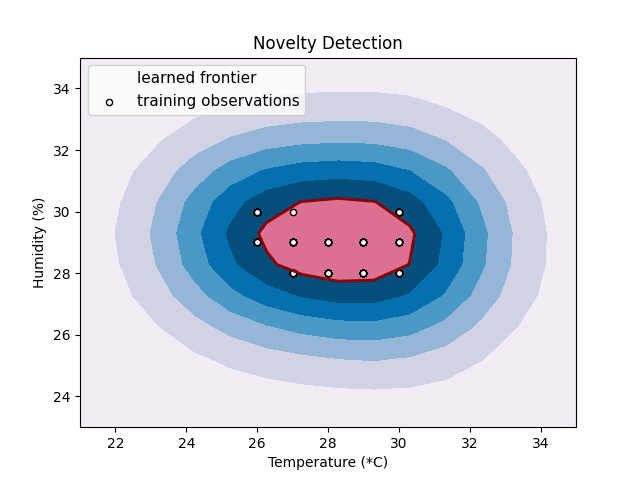 Novelty Detection
learned frontier
training observations
34
32
30
28
26
24
Humidity (%)
22 24 26 28 30 32 34
Temperature (*C)